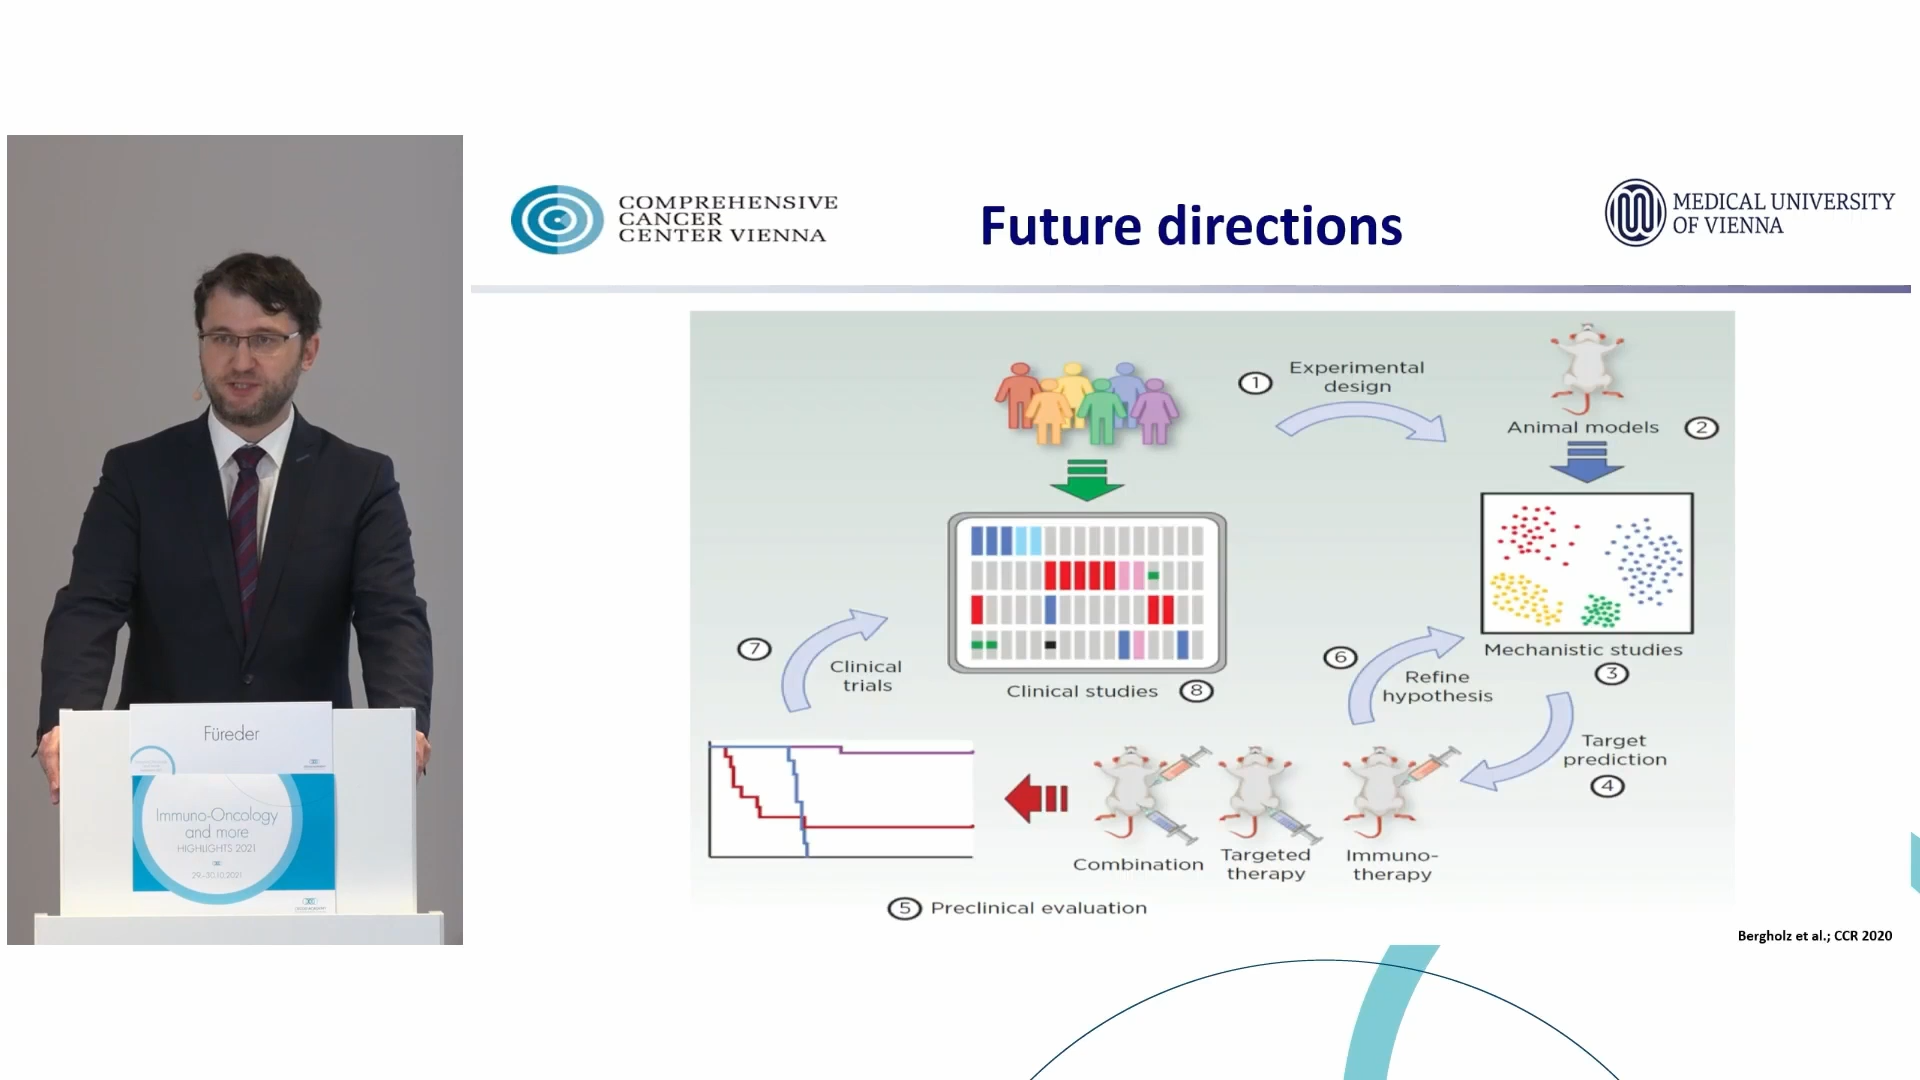 COMPREHENSIVE
CANCER
CENTER VIENNA
Future directions
MEDICAL UNIVERSITY
OF VIENNA
1
Experimental
design
Animal models
2
Mechanistic studies
3
Target
prediction
4
6
Refine
hypothesis
7
Clinical
trials
Clinical studies
8
Combination
Targeted
therapy
Immuno-
therapy
5
Preclinical evaluation
Bergholz et al.; CCR 2020
Füreder
Immuno-Oncology
and more
HIGHLIGHTS 2021
29.–30.10.2021